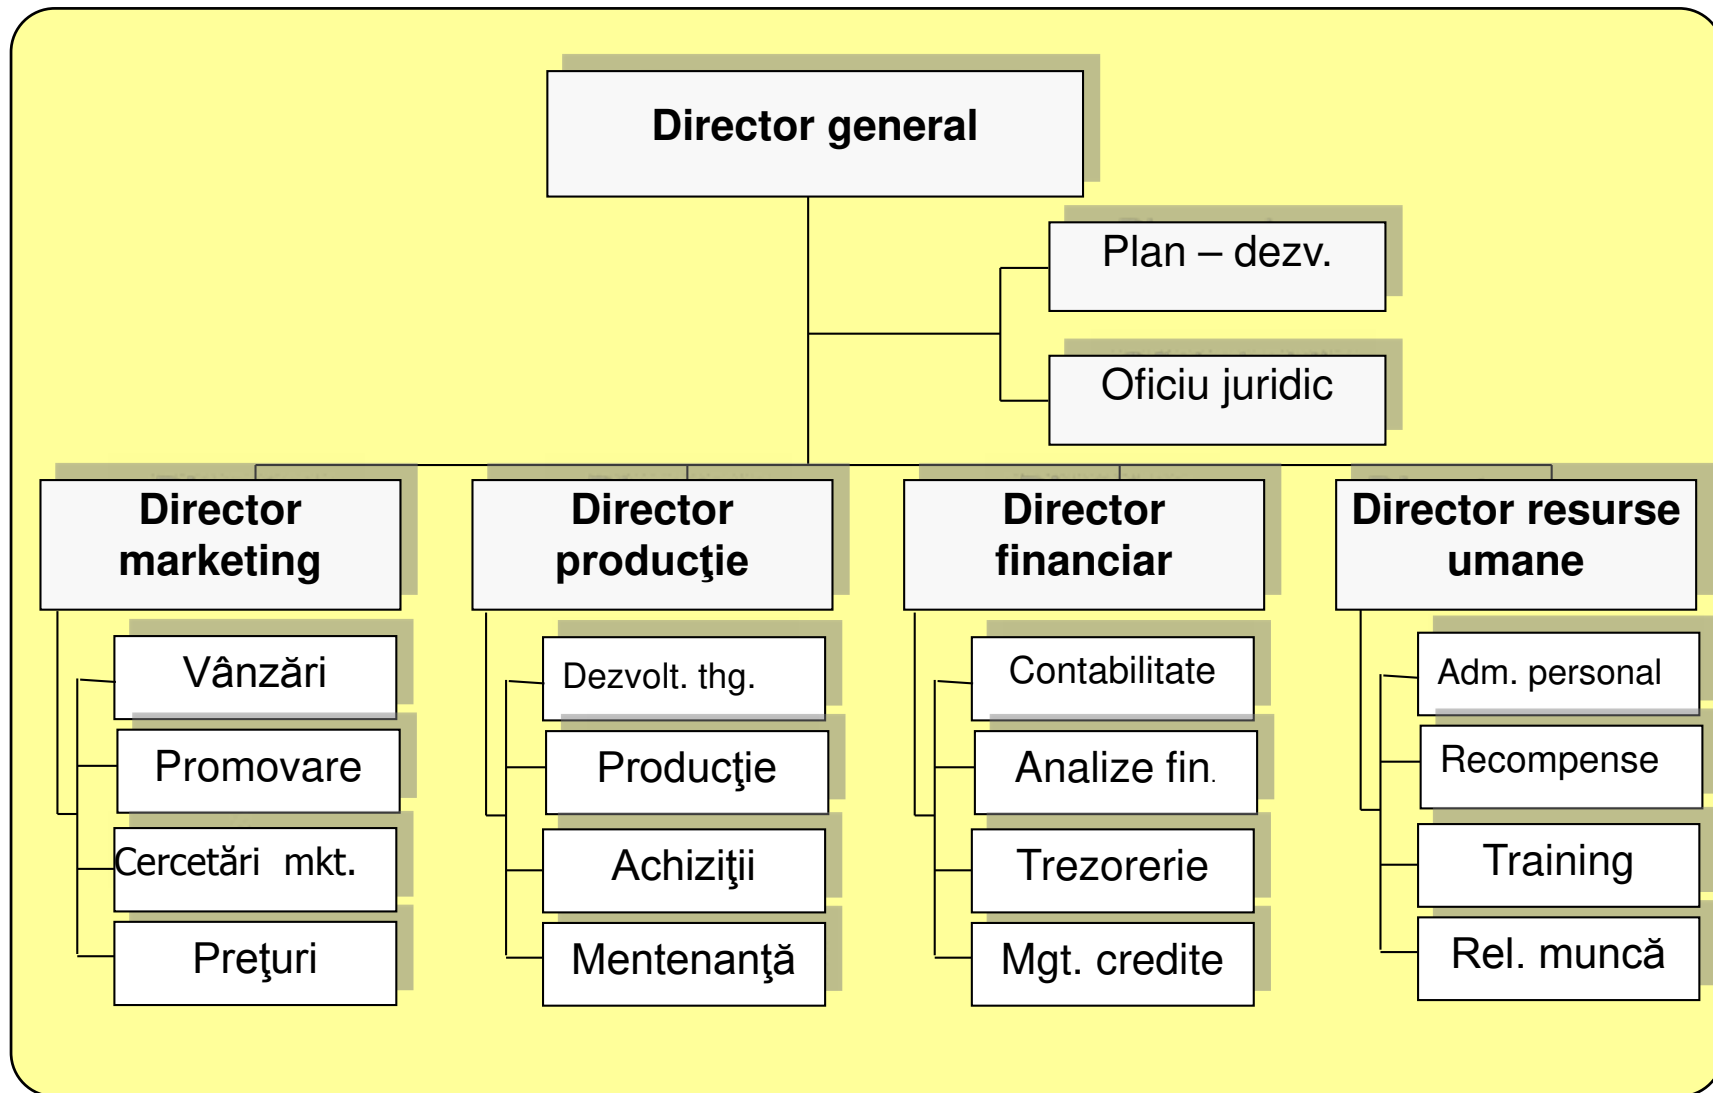 Director general
Plan – dezv.
Oficiu juridic
Director
marketing
Director
producţie
Director
financiar
Director resurse
umane
Vânzări
Promovare
Cercetări mkt.
Preţuri
Dezvolt. thg.
Producţie
Achiziţii
Mentenanţă
Contabilitate
Analize fin.
Trezorerie
Mgt. credite
Adm. personal
Recompense
Training
Rel. muncă